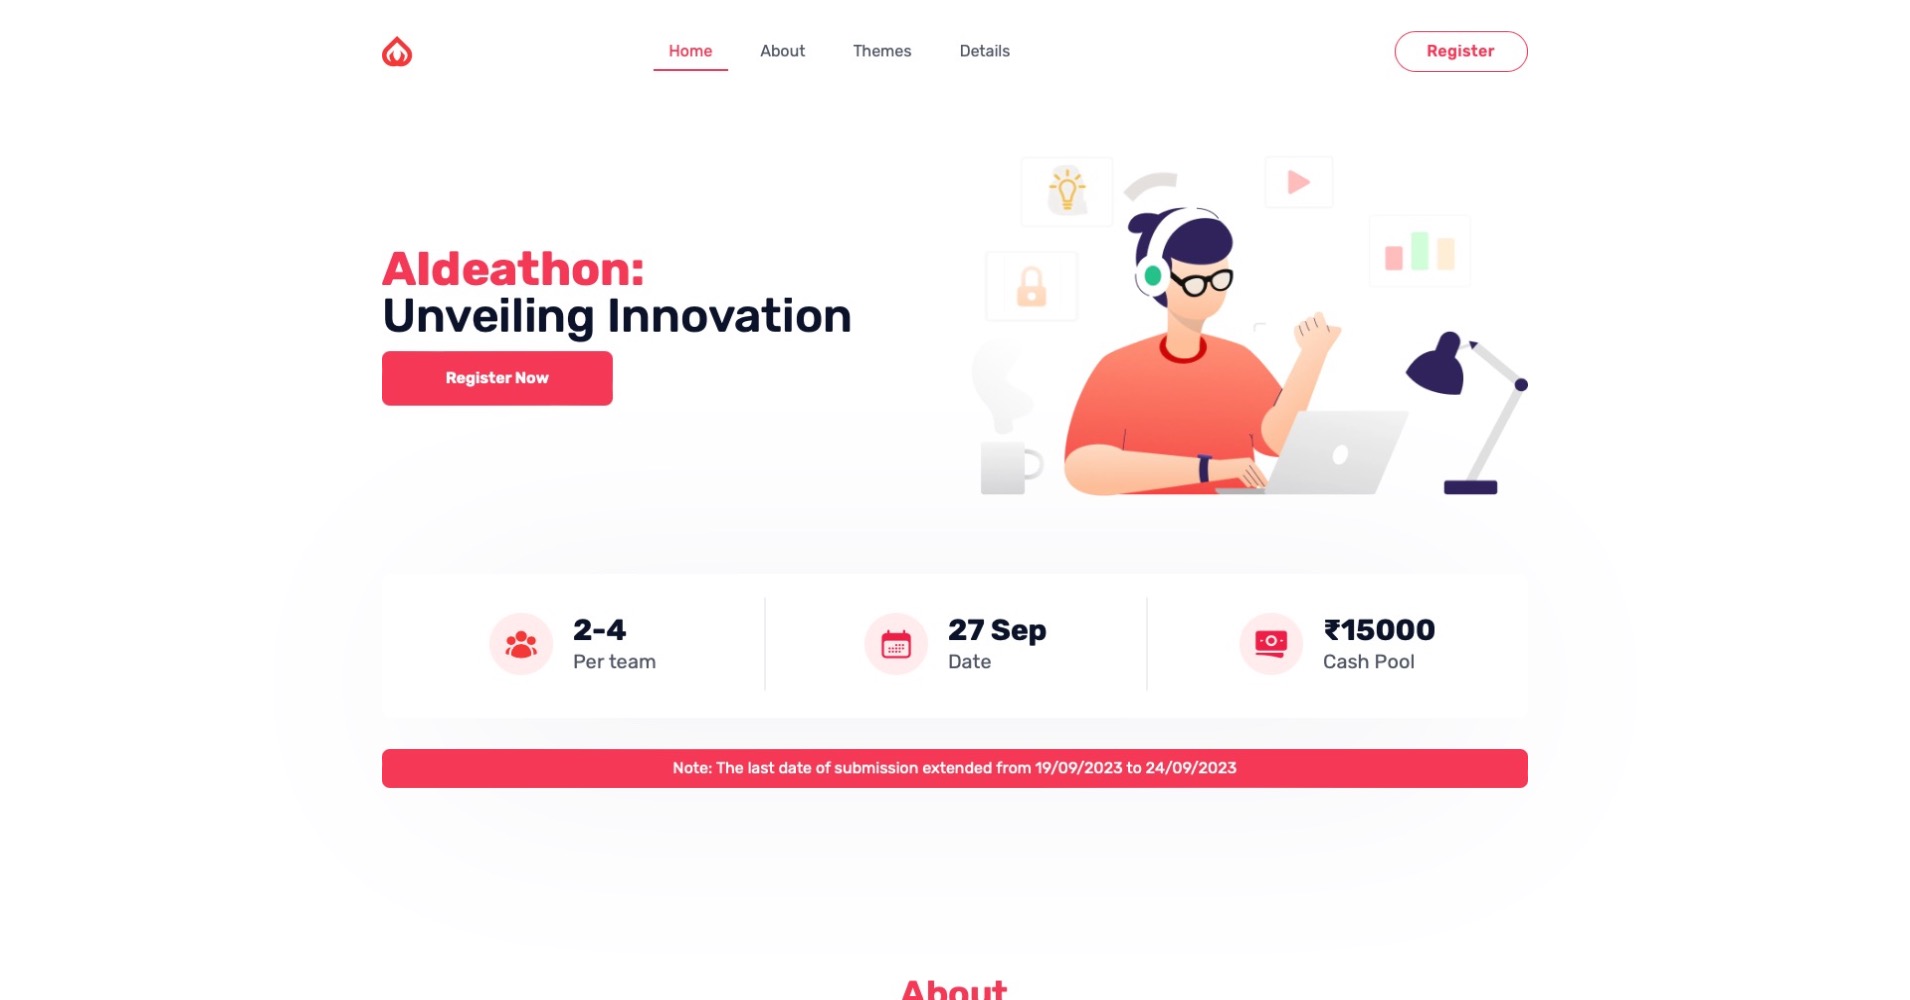 Home
About
Themes
Details
Register
AIdeathon:
Unveiling Innovation
Register Now
2-4
Per team
27 Sep
Date
₹15000
Cash Pool
Note: The last date of submission extended from 19/09/2023 to 24/09/2023
About